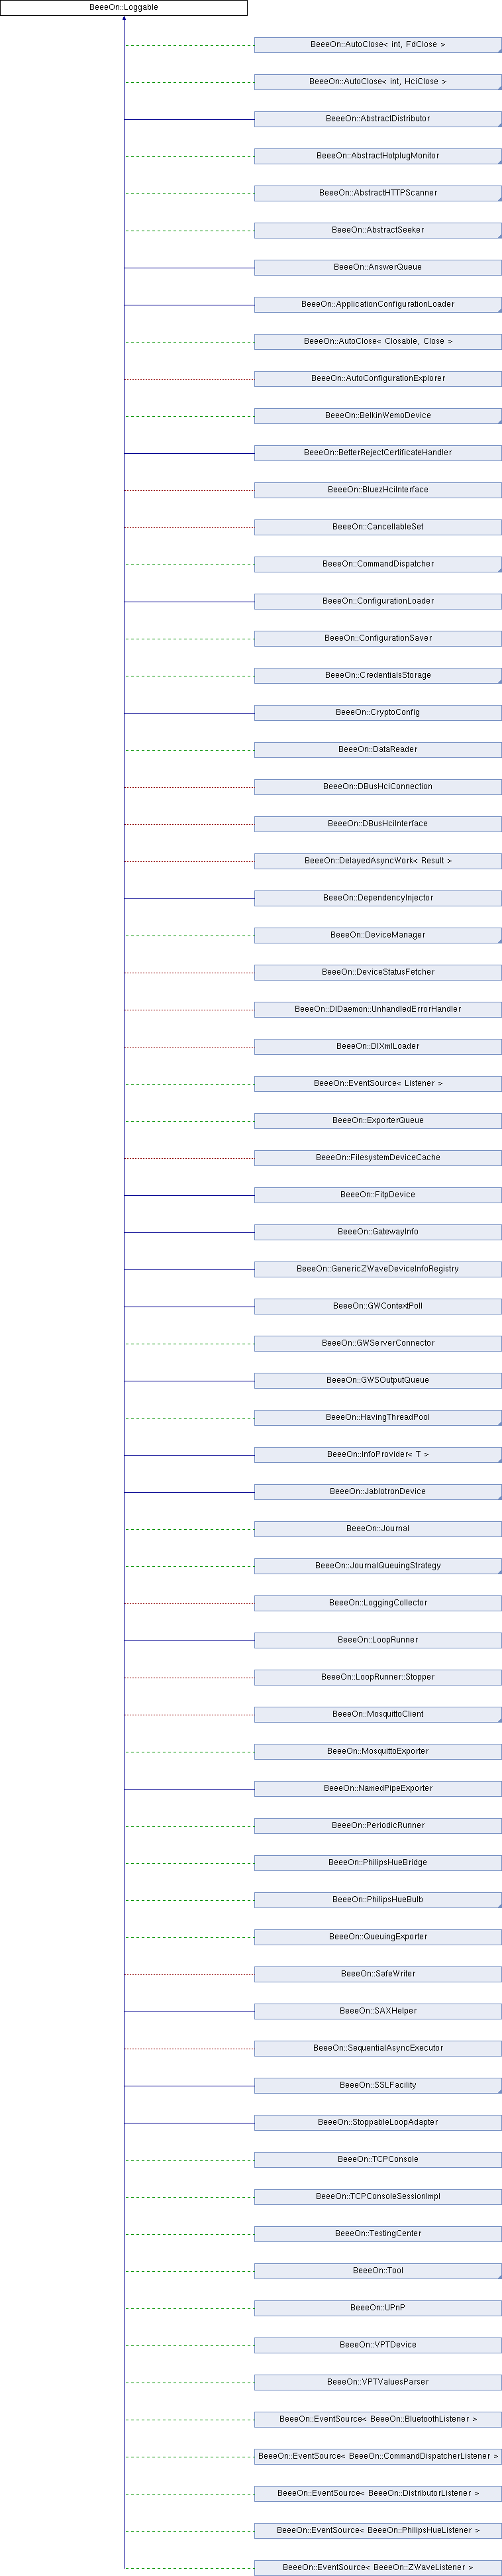 BeeeOn::Loggable
BeeeOn::AutoClose< int, FdClose >
BeeeOn::AutoClose< int, HciClose >
BeeeOn::AbstractDistributor
BeeeOn::AbstractHotplugMonitor
BeeeOn::AbstractHTTPScanner
BeeeOn::AbstractSeeker
BeeeOn::AnswerQueue
BeeeOn::ApplicationConfigurationLoader
BeeeOn::AutoClose< Closable, Close >
BeeeOn::AutoConfigurationExplorer
BeeeOn::BelkinWemoDevice
BeeeOn::BetterRejectCertificateHandler
BeeeOn::BluezHciInterface
BeeeOn::CancellableSet
BeeeOn::CommandDispatcher
BeeeOn::ConfigurationLoader
BeeeOn::ConfigurationSaver
BeeeOn::CredentialsStorage
BeeeOn::CryptoConfig
BeeeOn::DataReader
BeeeOn::DBusHciConnection
BeeeOn::DBusHciInterface
BeeeOn::DelayedAsyncWork< Result >
BeeeOn::DependencyInjector
BeeeOn::DeviceManager
BeeeOn::DeviceStatusFetcher
BeeeOn::DIDaemon::UnhandledErrorHandler
BeeeOn::DIXmlLoader
BeeeOn::EventSource< Listener >
BeeeOn::ExporterQueue
BeeeOn::FilesystemDeviceCache
BeeeOn::FitpDevice
BeeeOn::GatewayInfo
BeeeOn::GenericZWaveDeviceInfoRegistry
BeeeOn::GWContextPoll
BeeeOn::GWServerConnector
BeeeOn::GWSOutputQueue
BeeeOn::HavingThreadPool
BeeeOn::InfoProvider< T >
BeeeOn::JablotronDevice
BeeeOn::Journal
BeeeOn::JournalQueuingStrategy
BeeeOn::LoggingCollector
BeeeOn::LoopRunner
BeeeOn::LoopRunner::Stopper
BeeeOn::MosquittoClient
BeeeOn::MosquittoExporter
BeeeOn::NamedPipeExporter
BeeeOn::PeriodicRunner
BeeeOn::PhilipsHueBridge
BeeeOn::PhilipsHueBulb
BeeeOn::QueuingExporter
BeeeOn::SafeWriter
BeeeOn::SAXHelper
BeeeOn::SequentialAsyncExecutor
BeeeOn::SSLFacility
BeeeOn::StoppableLoopAdapter
BeeeOn::TCPConsole
BeeeOn::TCPConsoleSessionImpl
BeeeOn::TestingCenter
BeeeOn::Tool
BeeeOn::UPnP
BeeeOn::VPTDevice
BeeeOn::VPTValuesParser
BeeeOn::EventSource< BeeeOn::BluetoothListener >
BeeeOn::EventSource< BeeeOn::CommandDispatcherListener >
BeeeOn::EventSource< BeeeOn::DistributorListener >
BeeeOn::EventSource< BeeeOn::PhilipsHueListener >
BeeeOn::EventSource< BeeeOn::ZWaveListener >